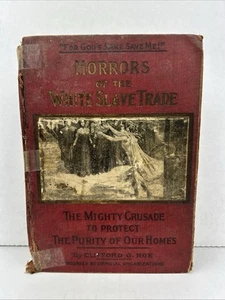 "FOR GOD'S SAKE SAVE ME!"
HORRORS
OF THE
WHITE SLAVE TRADE
THE MIGHTY CRUSADE
TO PROTECT
THE PURITY OF OUR HOMES
By CLIFFORD G. ROE